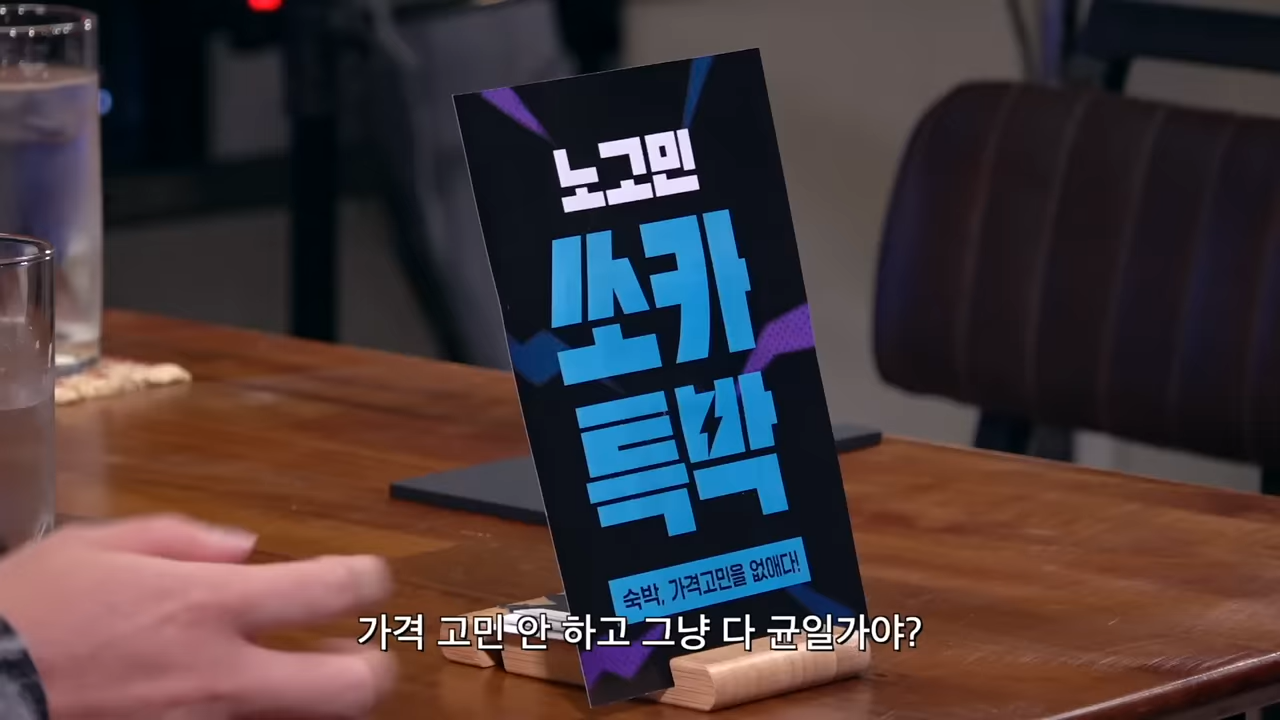 노고민
쏘카
특박
숙박, 가격고민을 없애다!
가격 고민 안 하고 그냥 다 균일가야?